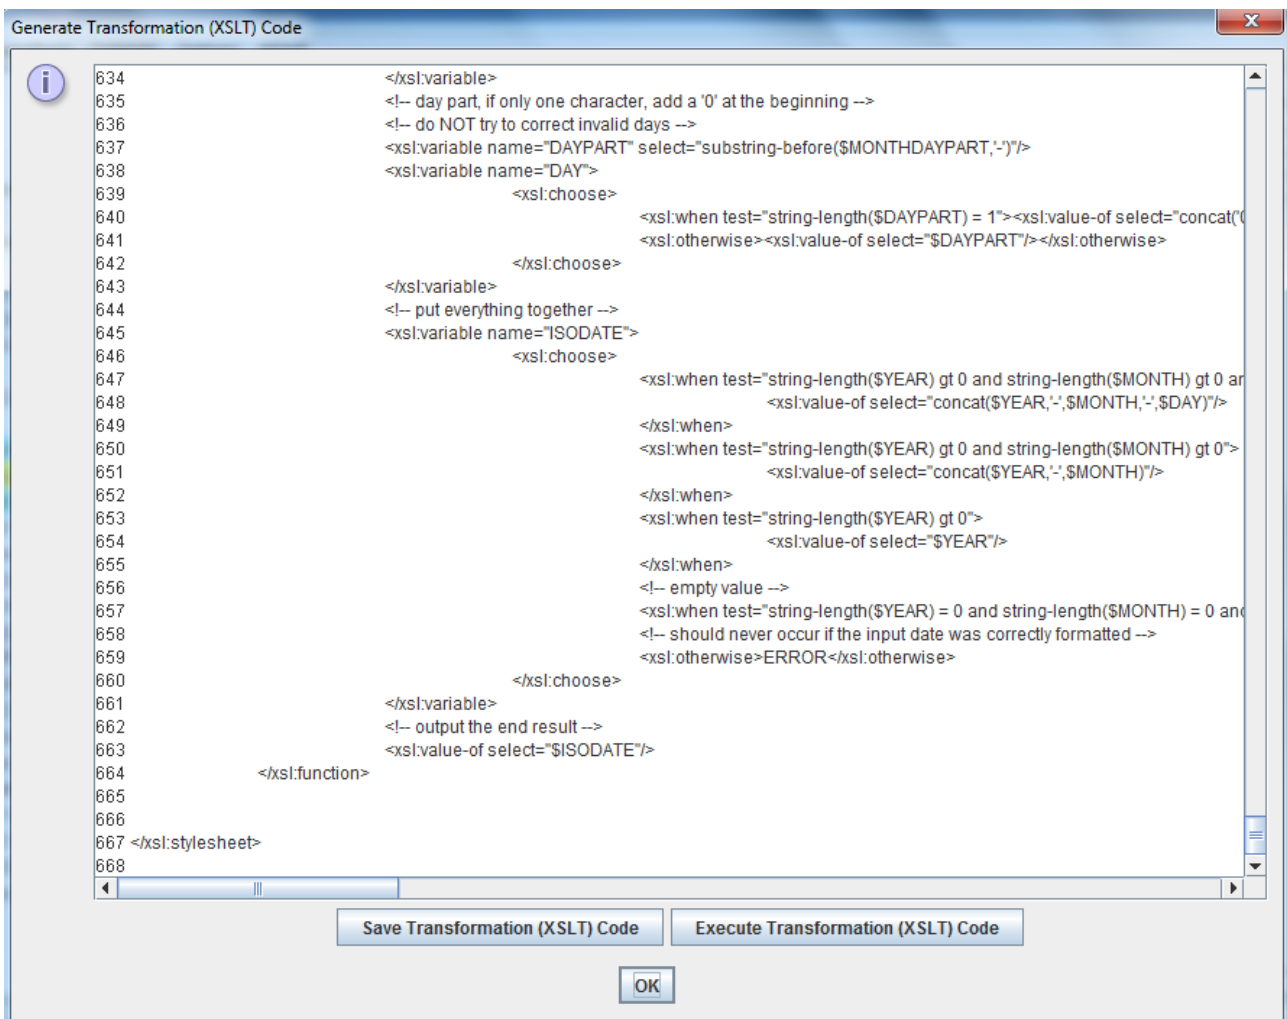 Generate Transformation (XSLT) Code
634 </xsl:variable>
635 <!-- day part, if only one character, add a '0' at the beginning -->
636 <!-- do NOT try to correct invalid days -->
637 <xsl:variable name="DAYPART" select="substring-before($MONTHDAYPART,'-')"/>
638 <xsl:variable name="DAY">
639 <xsl:choose>
640 <xsl:when test="string-length($DAYPART) = 1"><xsl:value-of select="concat('0
641 <xsl:otherwise><xsl:value-of select="$DAYPART"/></xsl:otherwise>
642 </xsl:choose>
643 </xsl:variable>
644 <!-- put everything together -->
645 <xsl:variable name="ISODATE">
646 <xsl:choose>
647 <xsl:when test="string-length($YEAR) gt 0 and string-length($MONTH) gt 0 ar
648 <xsl:value-of select="concat($YEAR,'-',$MONTH,'-',$DAY)"/>
649 </xsl:when>
650 <xsl:when test="string-length($YEAR) gt 0 and string-length($MONTH) gt 0">
651 <xsl:value-of select="concat($YEAR,'-',$MONTH)"/>
652 </xsl:when>
653 <xsl:when test="string-length($YEAR) gt 0">
654 <xsl:value-of select="$YEAR"/>
655 </xsl:when>
656 <!-- empty value -->
657 <xsl:when test="string-length($YEAR) = 0 and string-length($MONTH) = 0 and
658 <!-- should never occur if the input date was correctly formatted -->
659 <xsl:otherwise>ERROR</xsl:otherwise>
660 </xsl:choose>
661 </xsl:variable>
662 <!-- output the end result -->
663 <xsl:value-of select="$ISODATE"/>
664 </xsl:function>
665
666
667 </xsl:stylesheet>
668
Save Transformation (XSLT) Code
Execute Transformation (XSLT) Code
OK